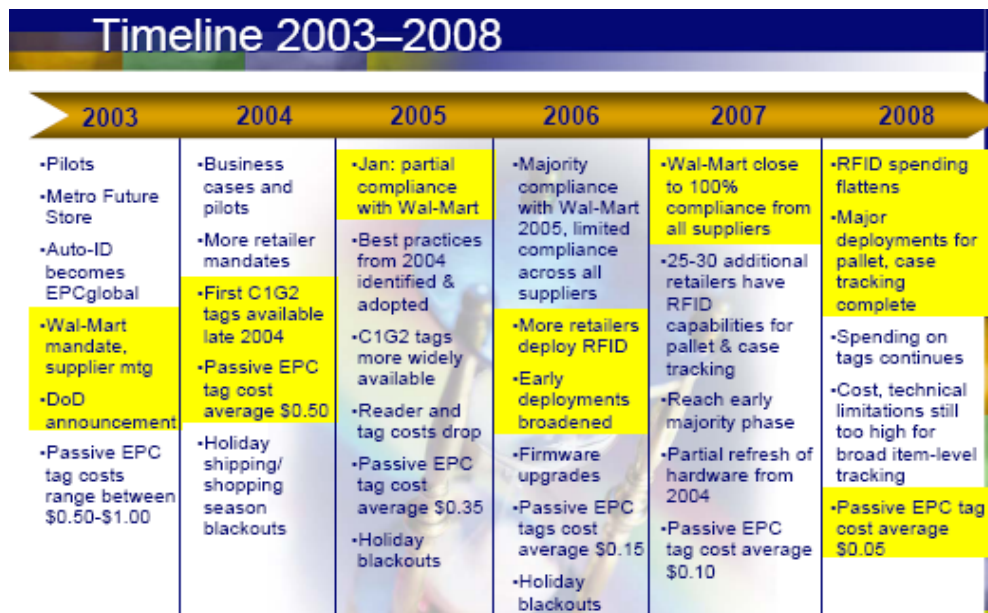 Timeline 2003–2008
2003
2004
2005
2006
2007
2008
•Pilots
•Metro Future
Store
•Auto-ID
becomes
EPCglobal
•Wal-Mart
mandate,
supplier mtg
•DoD
announcement
•Passive EPC
tag costs
range between
$0.50-$1.00
•Business
cases and
pilots
•More retailer
mandates
•First C1G2
tags available
late 2004
•Passive EPC
tag cost
average $0.50
•Holiday
shipping/
shopping
season
blackouts
•Jan: partial
compliance
with Wal-Mart
•Best practices
from 2004
identified &
adopted
•C1G2 tags
more widely
available
•Reader and
tag costs drop
•Passive EPC
tag cost
average $0.35
•Holiday
blackouts
•Majority
compliance
with Wal-Mart
2005, limited
compliance
across all
suppliers
•More retailers
deploy RFID
•Early
deployments
broadened
•Firmware
upgrades
•Passive EPC
tags cost
average $0.15
•Holiday
blackouts
•Wal-Mart close
to 100%
compliance from
all suppliers
•25-30 additional
retailers have
RFID
capabilities for
pallet & case
tracking
•Reach early
majority phase
•Partial refresh of
hardware from
2004
•Passive EPC
tag cost average
$0.10
•RFID spending
flattens
•Major
deployments for
pallet, case
tracking
complete
•Spending on
tags continues
•Cost, technical
limitations still
too high for
broad item-level
tracking
•Passive EPC tag
cost average
$0.05